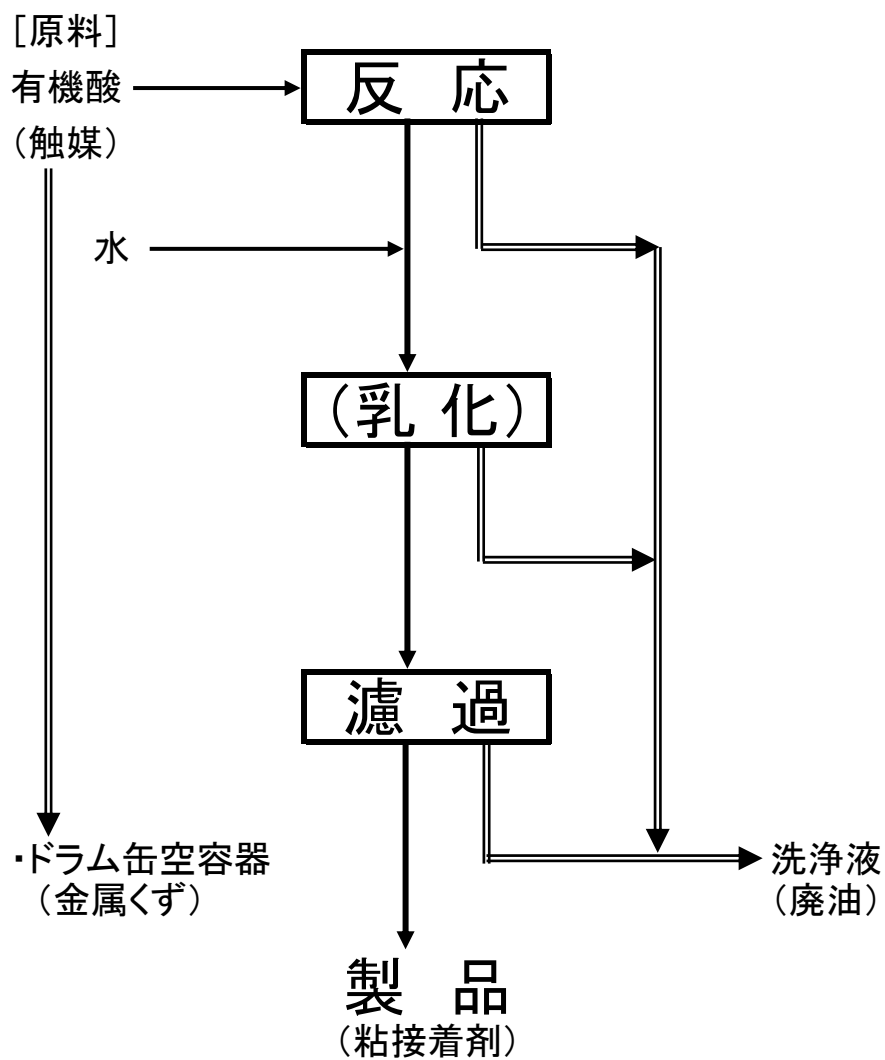 ［原料］
有機酸
（触媒）
反　応
水
（乳 化）
濾　過
・ドラム缶空容器
（金属くず）
洗浄液
（廃油）
製　品
（粘接着剤）